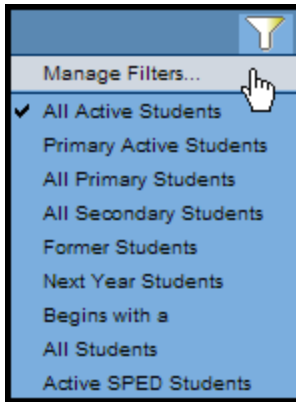 Manage Filters...
All Active Students
Primary Active Students
All Primary Students
All Secondary Students
Former Students
Next Year Students
Begins with a
All Students
Active SPED Students